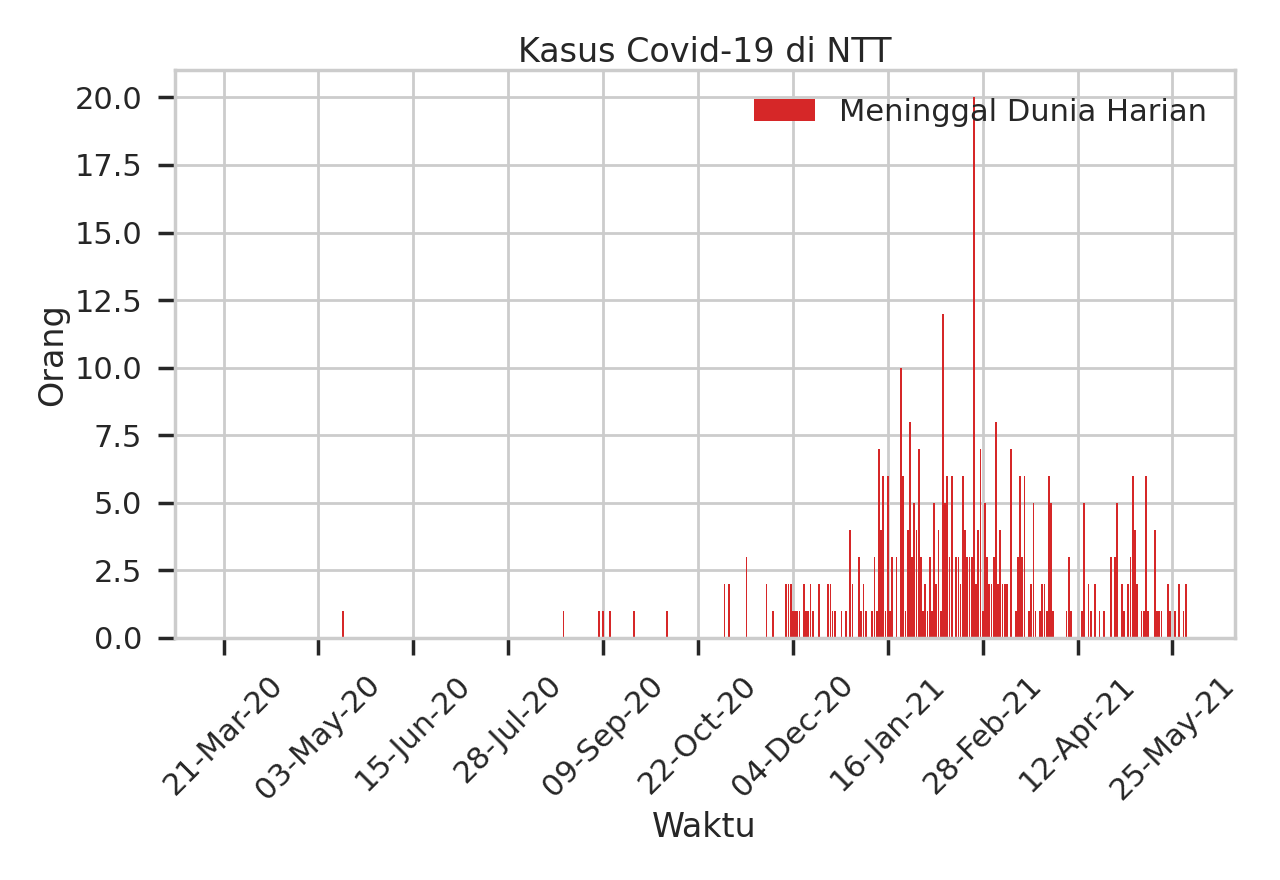 Kasus Covid-19 di NTT
Meninggal Dunia Harian
Orang
20.0
17.5
15.0
12.5
10.0
7.5
5.0
2.5
0.0
21-Mar-20
03-May-20
15-Jun-20
28-Jul-20
09-Sep-20
22-Oct-20
04-Dec-20
16-Jan-21
28-Feb-21
12-Apr-21
25-May-21
Waktu